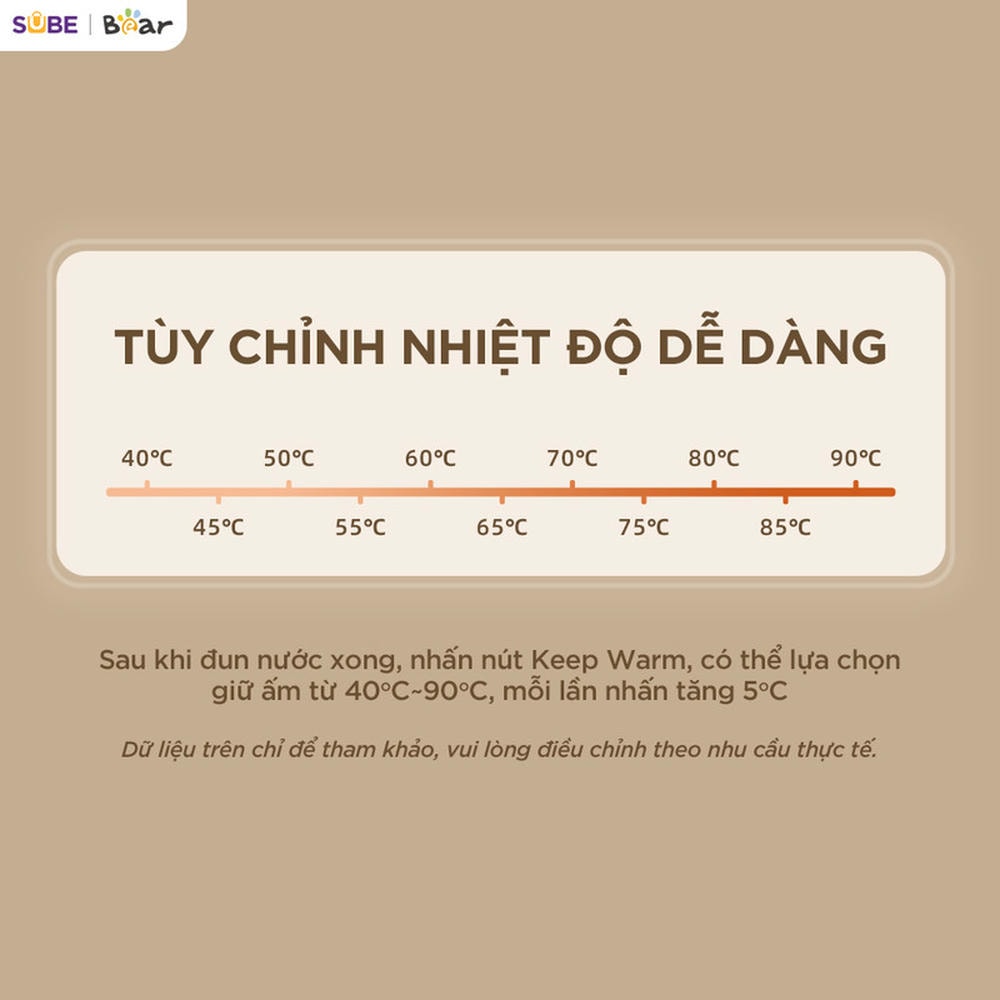 SUBE | Bear
TÙY CHỈNH NHIỆT ĐỘ DỄ DÀNG
40°C 50°C 60°C 70°C 80°C 90°C
45°C 55°C 65°C 75°C 85°C
Sau khi đun nước xong, nhấn nút Keep Warm, có thể lựa chọn
giữ ấm từ 40°C~90°C, mỗi lần nhấn tăng 5°C
Dữ liệu trên chỉ để tham khảo, vui lòng điều chỉnh theo nhu cầu thực tế.